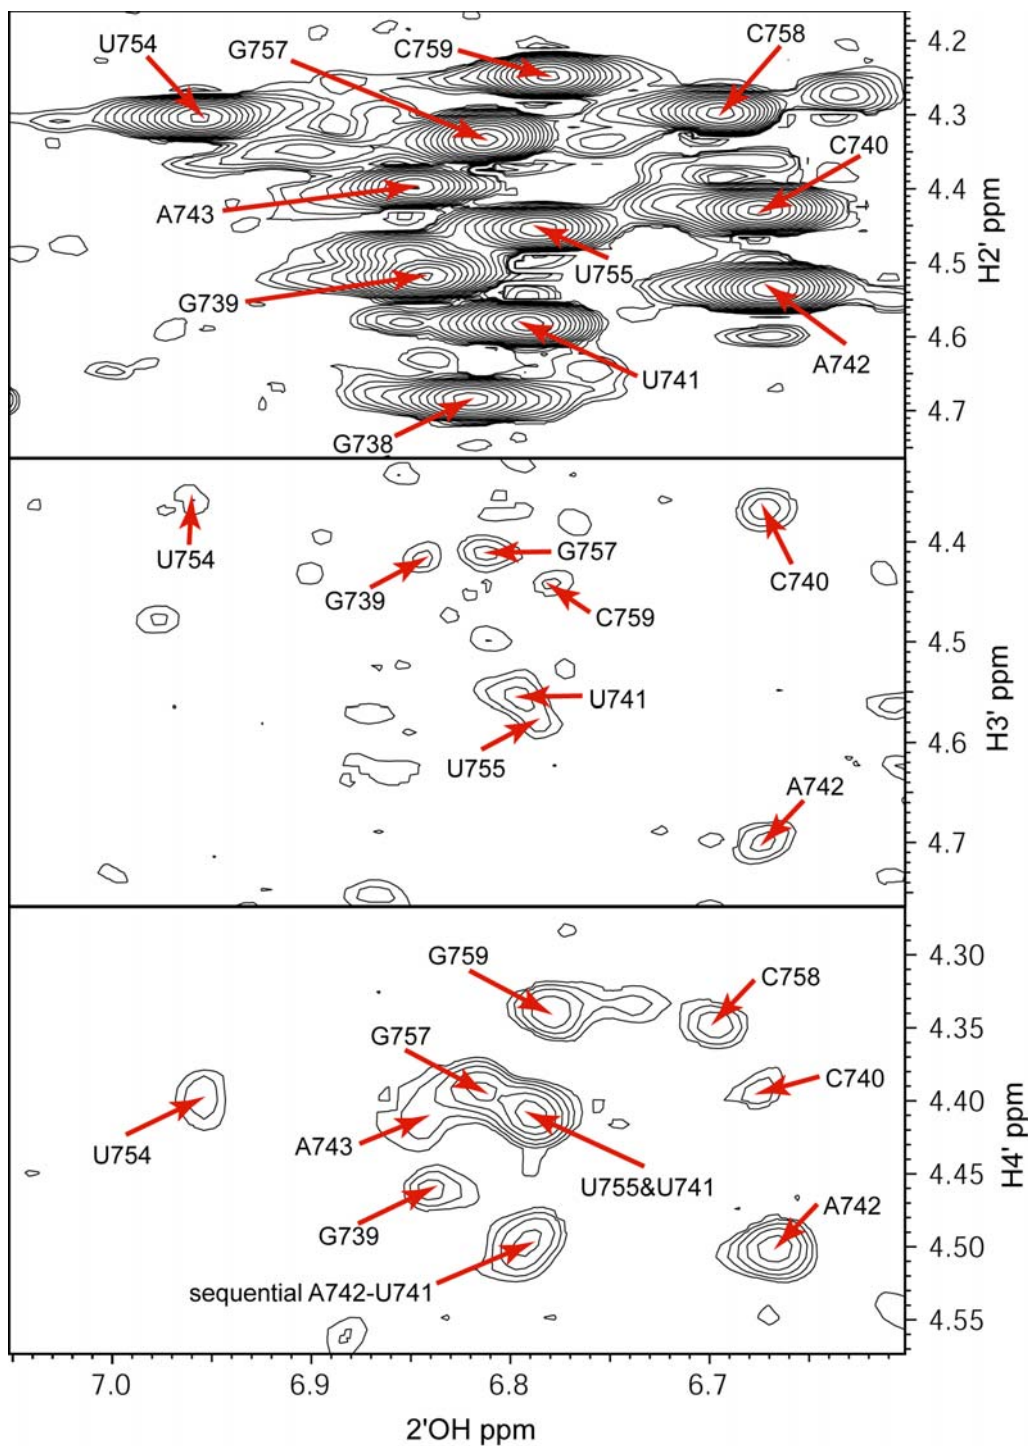 U754
G757
C759
C758
4.2
4.3
C740
4.4
A743
H2' ppm
U755
4.5
G739
4.6
A742
U741
4.7
G738
U754
G757
4.4
G739
C740
C759
4.5
H3' ppm
U741
4.6
U755
A742
4.7
G759
4.30
C758
G757
4.35
C740
4.40
A743
H4' ppm
U754
U755&U741
4.45
G739
A742
4.50
sequential A742-U741
4.55
7.0 6.9 6.8 6.7
2'OH ppm